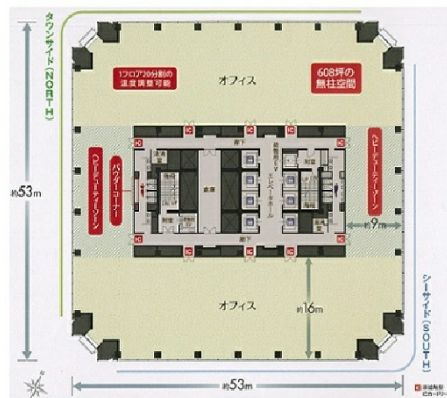 タウンサイド(NORTH)
オフィス
1フロア20分割の
温度調整可能
608坪の
無柱空間
廊下
ヘビーデューティーゾーン
パウダーコーナー
倉庫
エレベーターホール
ヘビーデューティーゾーン
約53m
約9m
廊下
オフィス
約16m
シーサイド(SOUTH)
約53m